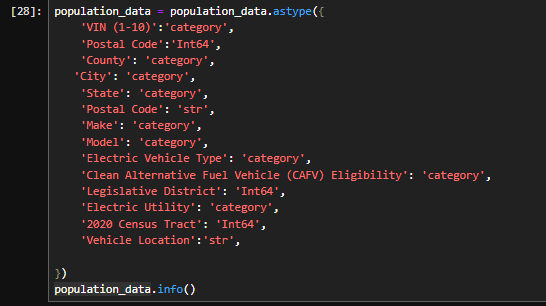 [28]: population_data = population_data.astype({
'VIN (1-10)':'category',
'Postal Code':'Int64',
'County': 'category',
'City': 'category',
'State': 'category',
'Postal Code': 'str',
'Make': 'category',
'Model': 'category',
'Electric Vehicle Type': 'category',
'Clean Alternative Fuel Vehicle (CAFV) Eligibility': 'category',
'Legislative District': 'Int64',
'Electric Utility': 'category',
'2020 Census Tract': 'Int64',
'Vehicle Location':'str',
})
population_data.info()